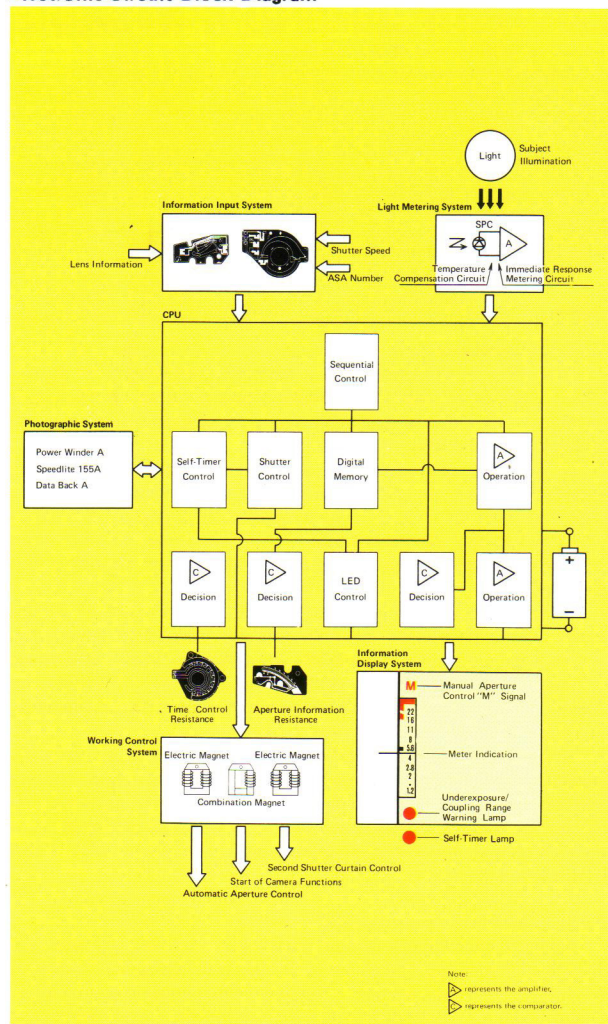 Light
Subject
Illumination
Information Input System
Light Metering System
SPC
A
Lens Information
Shutter Speed
ASA Number
Temperature
Compensation Circuit
Immediate Response
Metering Circuit
CPU
Sequential
Control
Photographic System
Power Winder A
Speedlite 155A
Data Back A
Self-Timer
Control
Shutter
Control
Digital
Memory
A
Operation
C
Decision
C
Decision
LED
Control
C
Decision
A
Operation
+
−
Time Control
Resistance
Aperture Information
Resistance
Information
Display System
M
Manual Aperture
Control "M" Signal
22
16
11
8
5.6
4
2.8
2
1.2
Meter Indication
Underexposure/
Coupling Range
Warning Lamp
Self-Timer Lamp
Working Control
System
Electric Magnet
Electric Magnet
Combination Magnet
Second Shutter Curtain Control
Start of Camera Functions
Automatic Aperture Control
Note:
A represents the amplifier.
C represents the comparator.